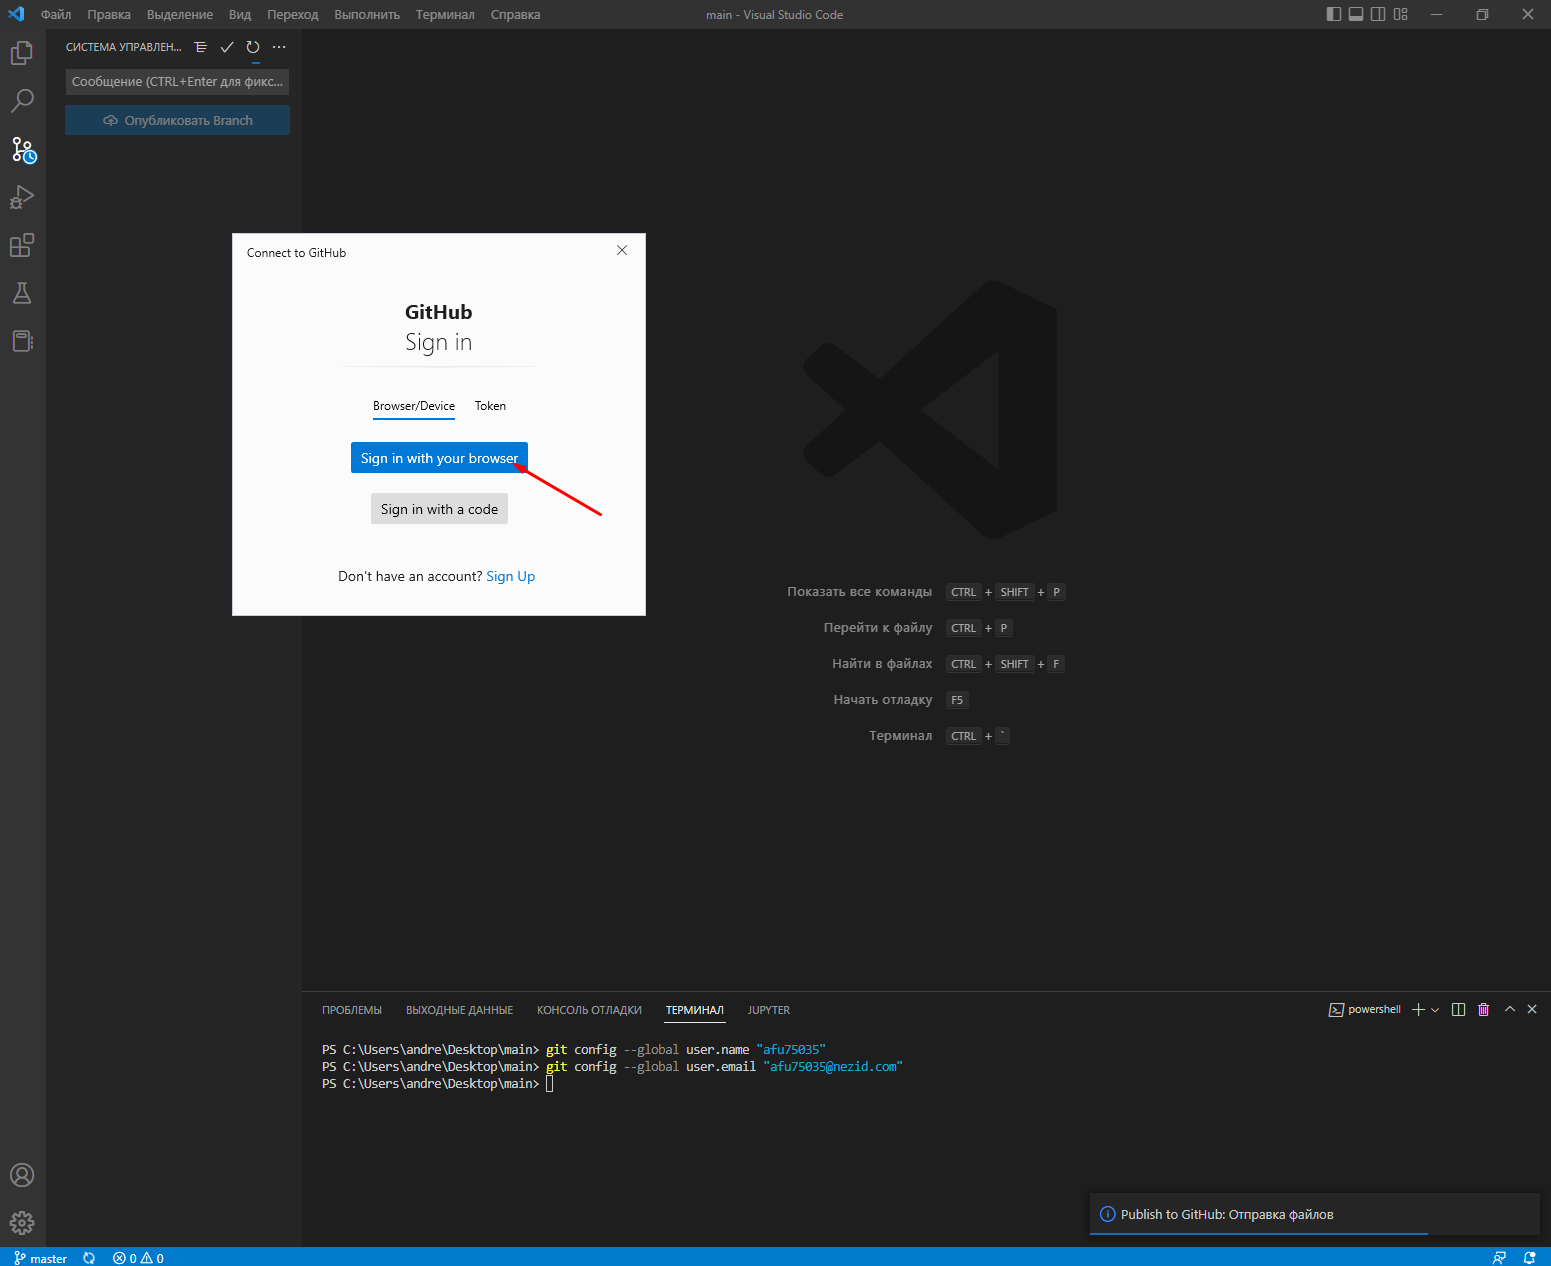 Файл Правка Выделение Вид Переход Выполнить Терминал Справка
main - Visual Studio Code
СИСТЕМА УПРАВЛЕН...
Сообщение (CTRL+Enter для фикс...
Опубликовать Branch
Connect to GitHub
GitHub
Sign in
Browser/Device Token
Sign in with your browser
Sign in with a code
Don't have an account? Sign Up
Показать все команды CTRL + SHIFT + P
Перейти к файлу CTRL + P
Найти в файлах CTRL + SHIFT + F
Начать отладку F5
Терминал CTRL + `
ПРОБЛЕМЫ ВЫХОДНЫЕ ДАННЫЕ КОНСОЛЬ ОТЛАДКИ ТЕРМИНАЛ JUPYTER
powershell
PS C:\Users\andre\Desktop\main> git config --global user.name "afu75035"
PS C:\Users\andre\Desktop\main> git config --global user.email "afu75035@nezid.com"
PS C:\Users\andre\Desktop\main>
Publish to GitHub: Отправка файлов
master 0 0